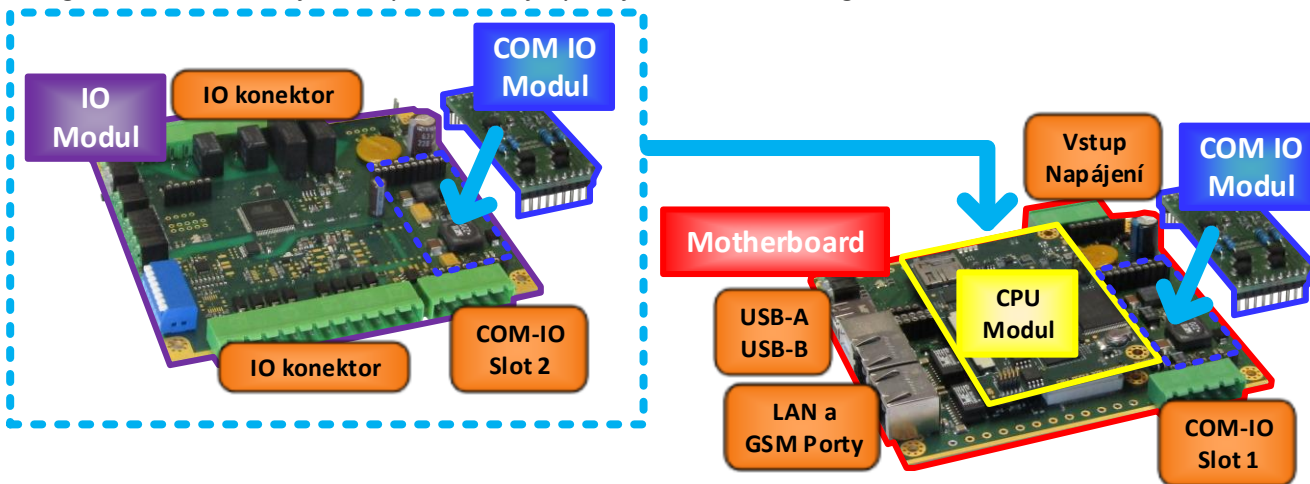 IO
Modul
IO konektor
COM IO
Modul
IO konektor
COM-IO
Slot 2
Motherboard
Vstup
Napájení
COM IO
Modul
CPU
Modul
USB-A
USB-B
LAN a
GSM Porty
COM-IO
Slot 1